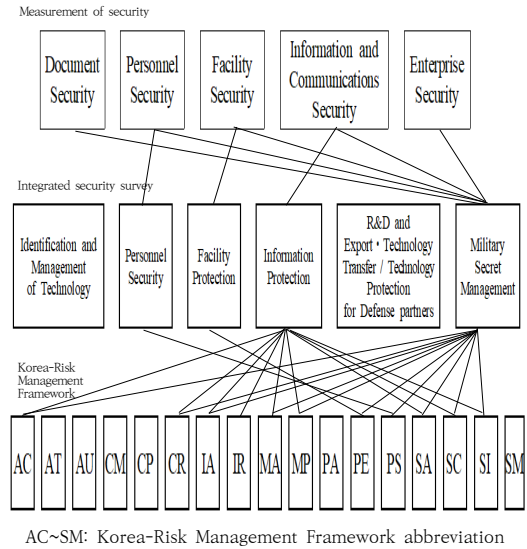 Measurement of security
Document
Security
Personnel
Security
Facility
Security
Information and
Communications
Security
Enterprise
Security
Integrated security survey
Identification and
Management
of Technology
Personnel
Security
Facility
Protection
Information
Protection
R&D and
Export・Technology
Transfer / Technology
Protection
for Defense partners
Military
Secret
Management
Korea-Risk
Management
Framework
AC AT AU CM CP CR IA IR MA MP PA PE PS SA SC SI SM
AC~SM: Korea-Risk Management Framework abbreviation